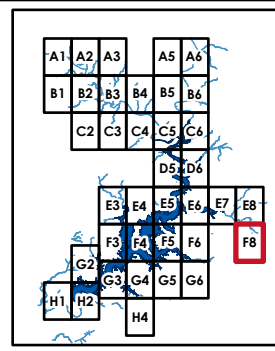 A1 A2 A3 A5 A6
B1 B2 B3 B4 B5 B6
C2 C3 C4 C5 C6
D5 D6
E3 E4 E5 E6 E7 E8
F3 F4 F5 F6 F8
G2 G3 G4 G5 G6
H1 H2 H4